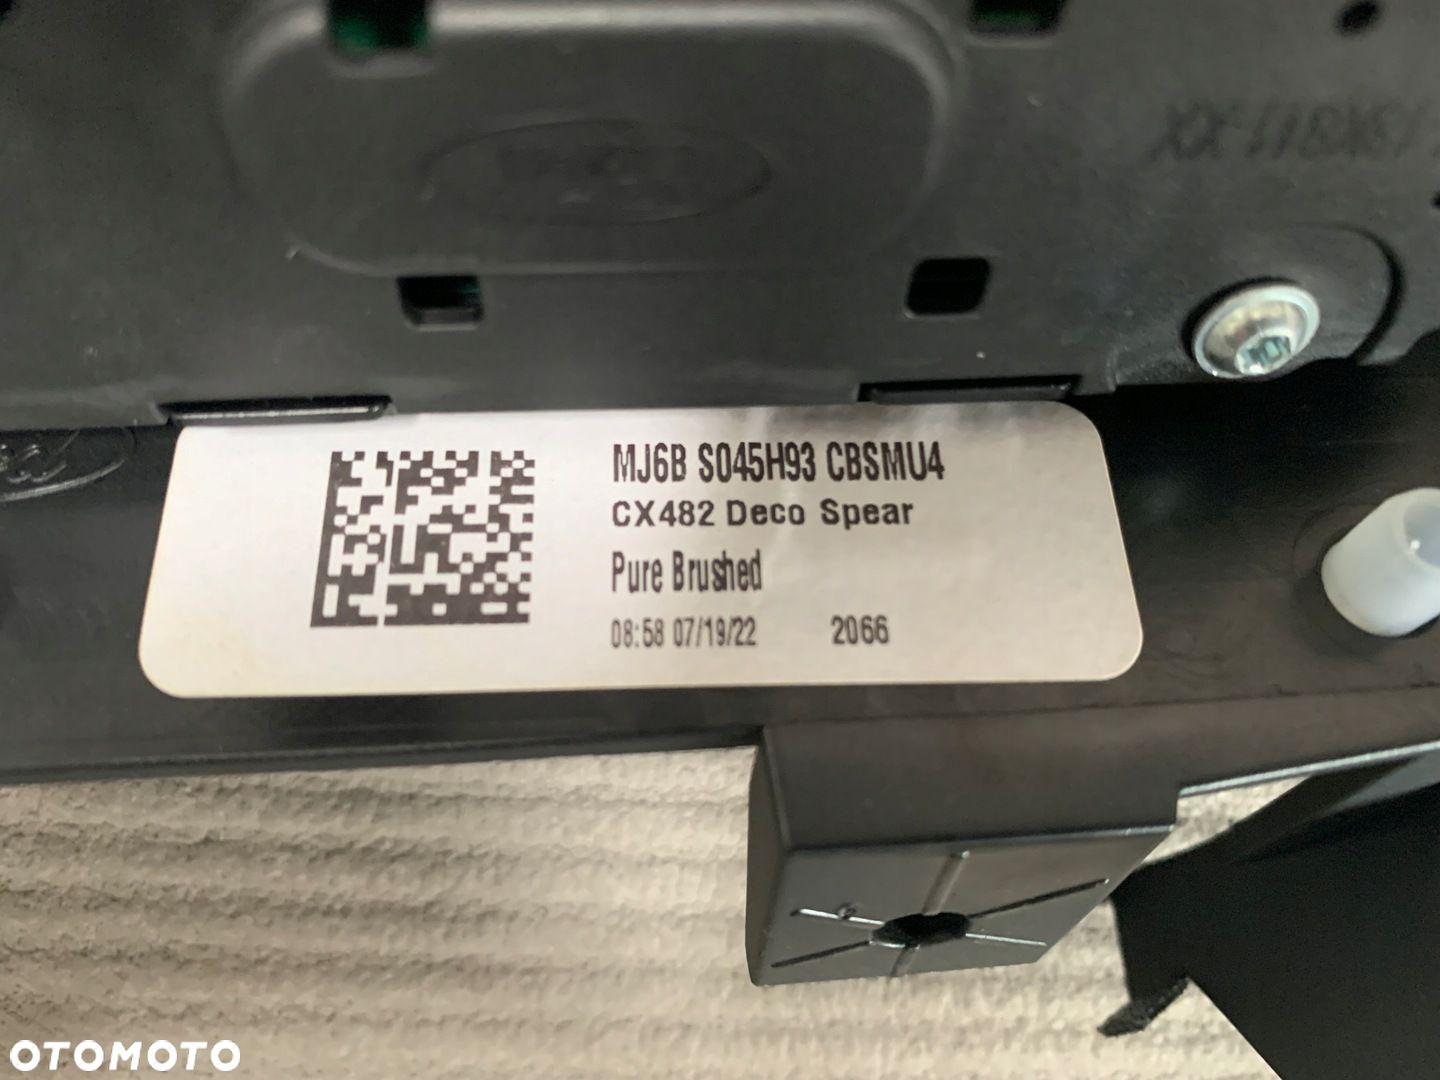 MJ6B S045H93 CBSMU4
CX482 Deco Spear
Pure Brushed
08:58 07/19/22 2066
OTOMOTO